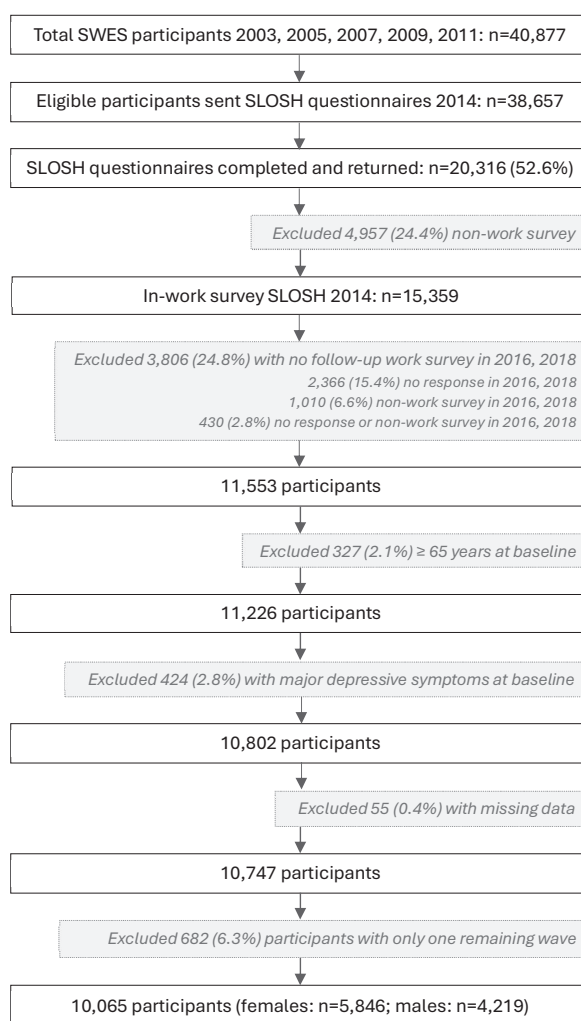 Total SWES participants 2003, 2005, 2007, 2009, 2011: n=40,877
Eligible participants sent SLOSH questionnaires 2014: n=38,657
SLOSH questionnaires completed and returned: n=20,316 (52.6%)
Excluded 4,957 (24.4%) non-work survey
In-work survey SLOSH 2014: n=15,359
Excluded 3,806 (24.8%) with no follow-up work survey in 2016, 2018
2,366 (15.4%) no response in 2016, 2018
1,010 (6.6%) non-work survey in 2016, 2018
430 (2.8%) no response or non-work survey in 2016, 2018
11,553 participants
Excluded 327 (2.1%) ≥ 65 years at baseline
11,226 participants
Excluded 424 (2.8%) with major depressive symptoms at baseline
10,802 participants
Excluded 55 (0.4%) with missing data
10,747 participants
Excluded 682 (6.3%) participants with only one remaining wave
10,065 participants (females: n=5,846; males: n=4,219)